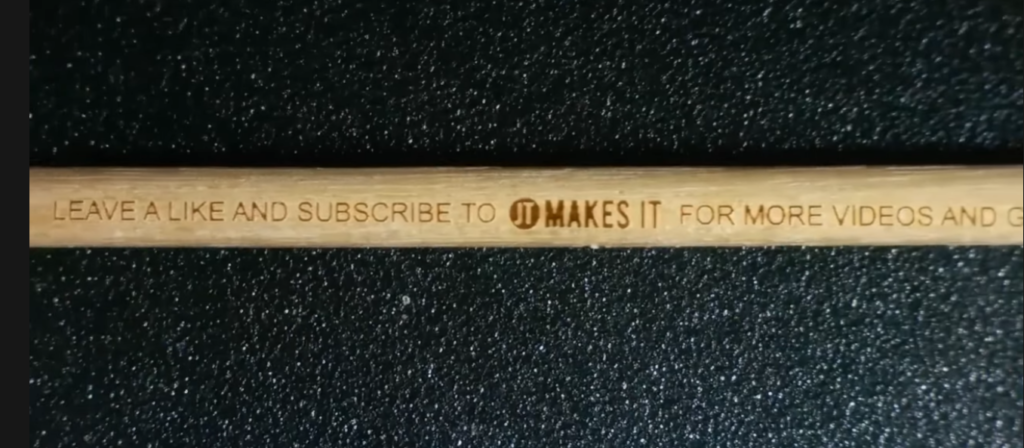 LEAVE A LIKE AND SUBSCRIBE TO JT MAKES IT FOR MORE VIDEOS AND G